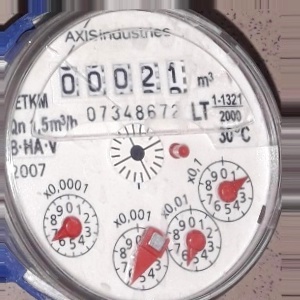 AXISindustries
00021 m³
ETKM
07348672
LT 1-1321
2000
Qn 1,5m³/h
30°C
B-HA·V
2007
x0,1
x0,0001
x0,01
x0,001